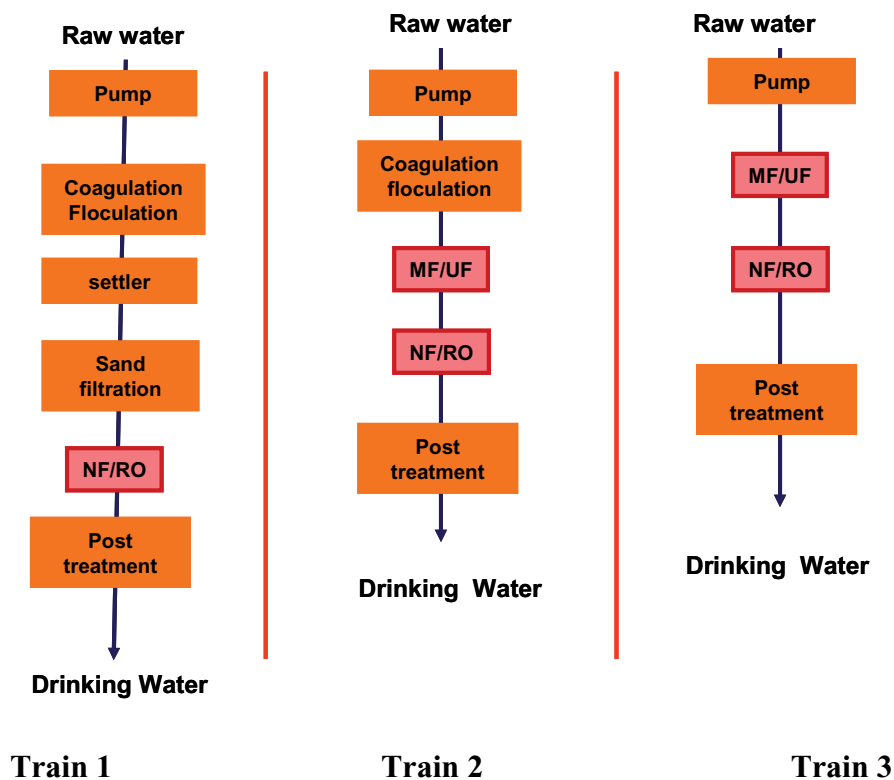 Raw water
Pump
Coagulation
Floculation
settler
Sand
filtration
NF/RO
Post
treatment
Drinking Water
Train 1
Raw water
Pump
Coagulation
floculation
MF/UF
NF/RO
Post
treatment
Drinking Water
Train 2
Raw water
Pump
MF/UF
NF/RO
Post
treatment
Drinking Water
Train 3